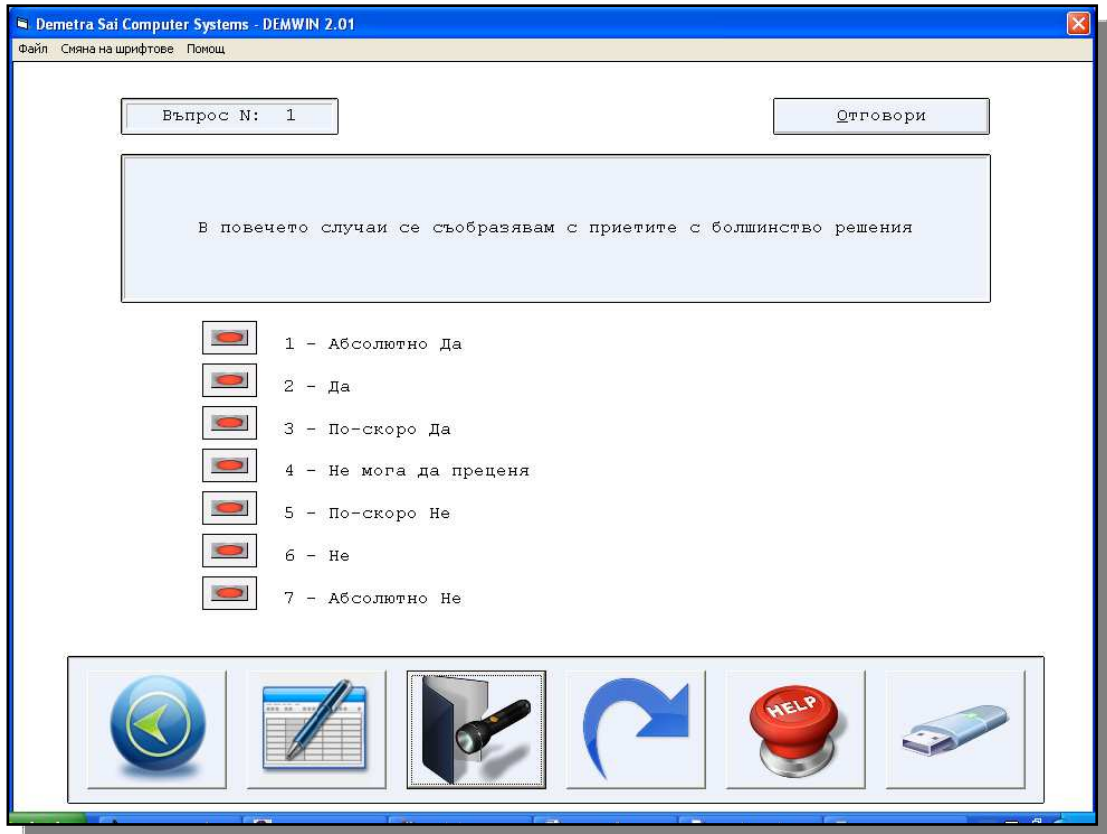 Demetra Sai Computer Systems - DEMWIN 2.01
Файл Смяна на шрифтове Помощ
Въпрос N: 1
Отговори
В повечето случаи се съобразявам с приетите с болшинство решения
1 - Абсолютно Да
2 - Да
3 - По-скоро Да
4 - Не мога да преценя
5 - По-скоро Не
6 - Не
7 - Абсолютно Не
HELP